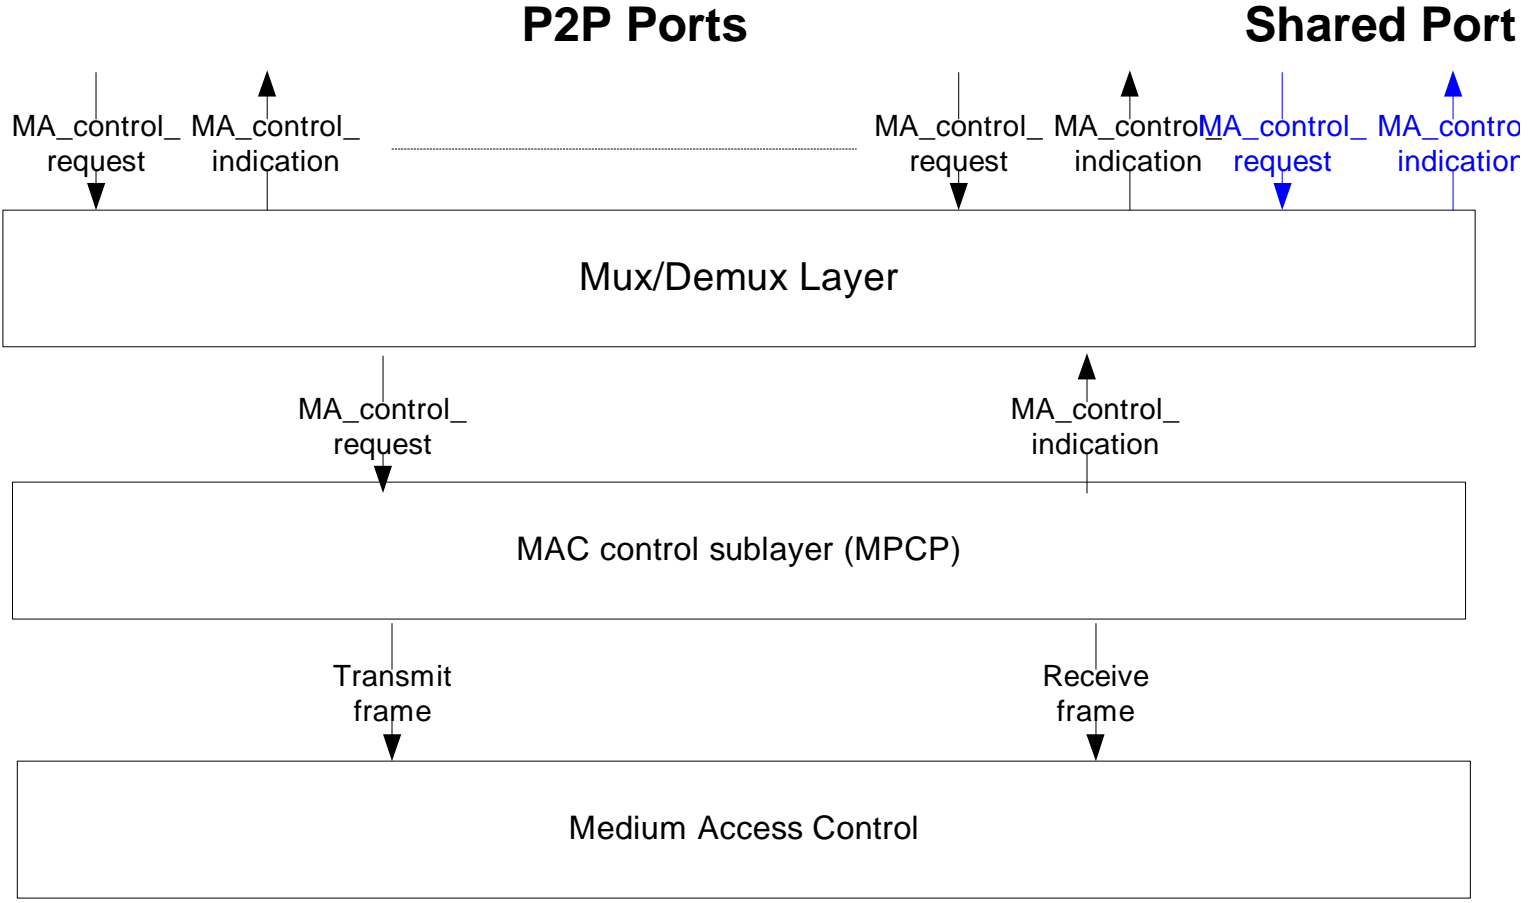 P2P Ports
Shared Port
MA_control_
request
MA_control_
indication
MA_control_
request
MA_control_
indication
MA_control_
request
MA_contro
indication
Mux/Demux Layer
MA_control_
request
MA_control_
indication
MAC control sublayer (MPCP)
Transmit
frame
Receive
frame
Medium Access Control